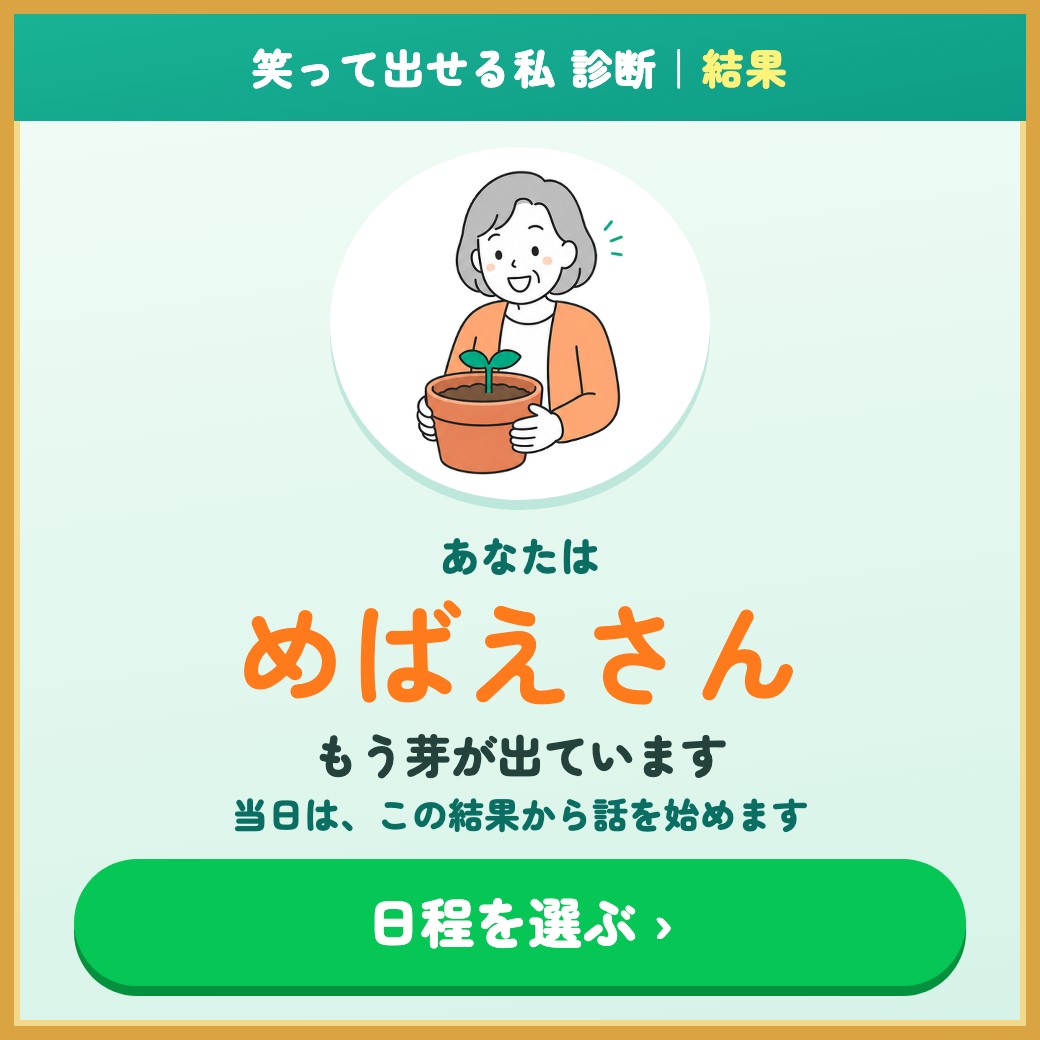 笑って出せる私 診断｜結果
あなたは
めばえさん
もう芽が出ています
当日は、この結果から話を始めます
日程を選ぶ ›